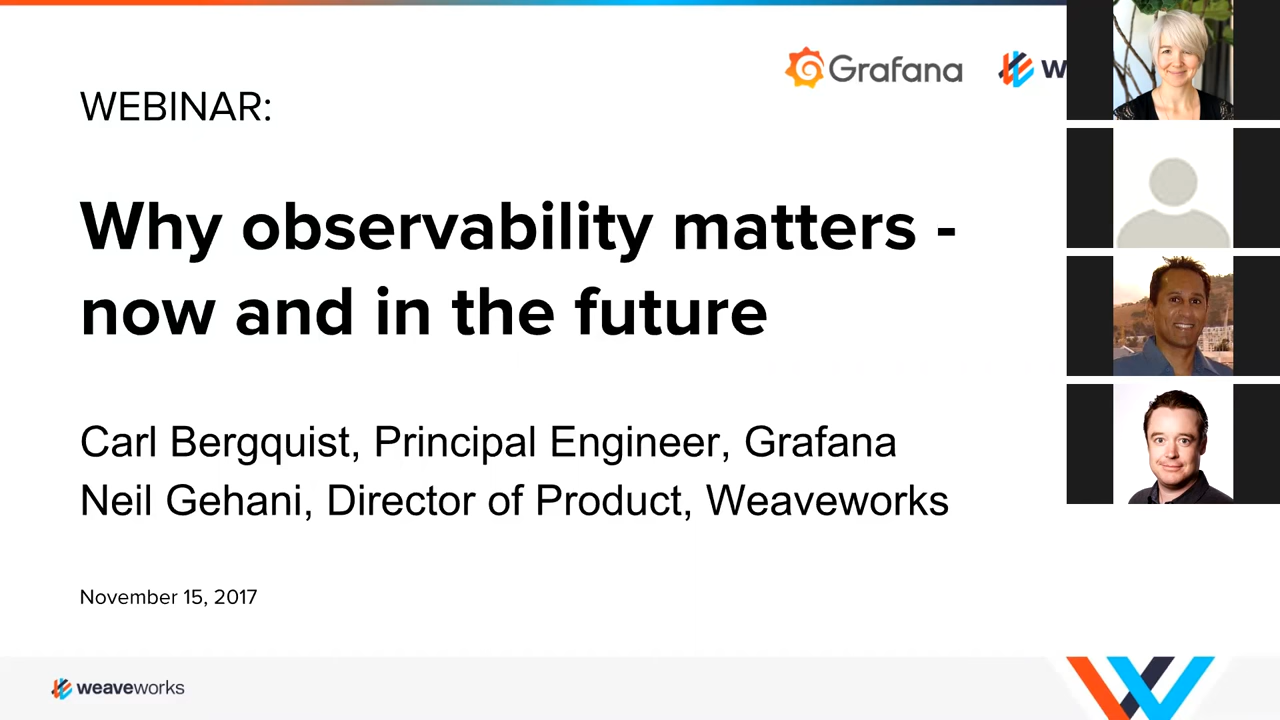 Grafana
WEBINAR:
Why observability matters -
now and in the future
Carl Bergquist, Principal Engineer, Grafana
Neil Gehani, Director of Product, Weaveworks
November 15, 2017
weaveworks